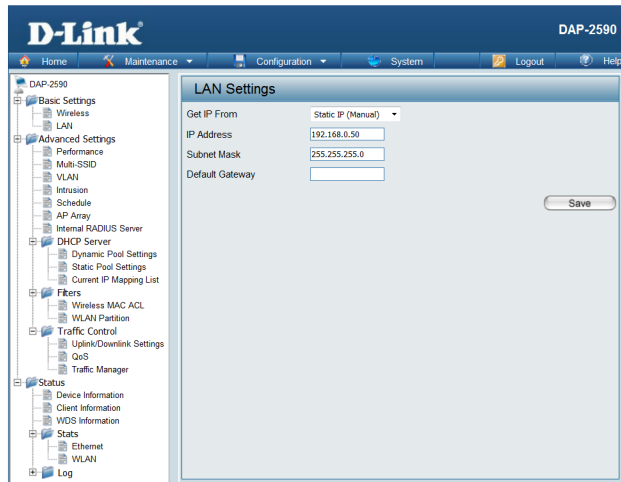 D-Link
DAP-2590
Home Maintenance Configuration System Logout Help
DAP-2590
Basic Settings
Wireless
LAN
Advanced Settings
Performance
Multi-SSID
VLAN
Intrusion
Schedule
AP Array
Internal RADIUS Server
DHCP Server
Dynamic Pool Settings
Static Pool Settings
Current IP Mapping List
Filters
Wireless MAC ACL
WLAN Partition
Traffic Control
Uplink/Downlink Settings
QoS
Traffic Manager
Status
Device Information
Client Information
WDS Information
Stats
Ethernet
WLAN
Log
LAN Settings
Get IP From Static IP (Manual)
IP Address 192.168.0.50
Subnet Mask 255.255.255.0
Default Gateway
Save